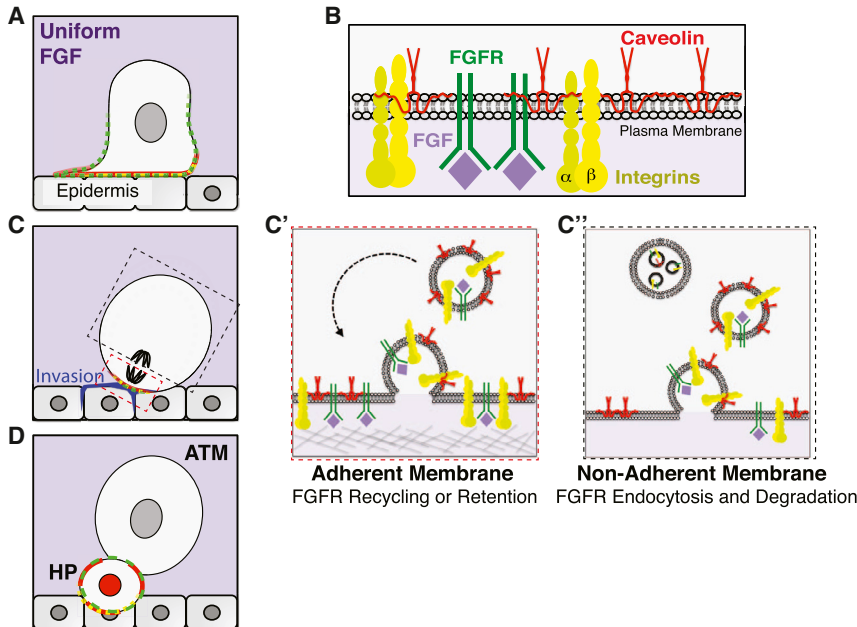 A
Uniform
FGF
Epidermis
B
Caveolin
FGFR
Plasma Membrane
FGF
α
β
Integrins
C
Invasion
C'
Adherent Membrane
FGFR Recycling or Retention
C''
Non-Adherent Membrane
FGFR Endocytosis and Degradation
D
ATM
HP